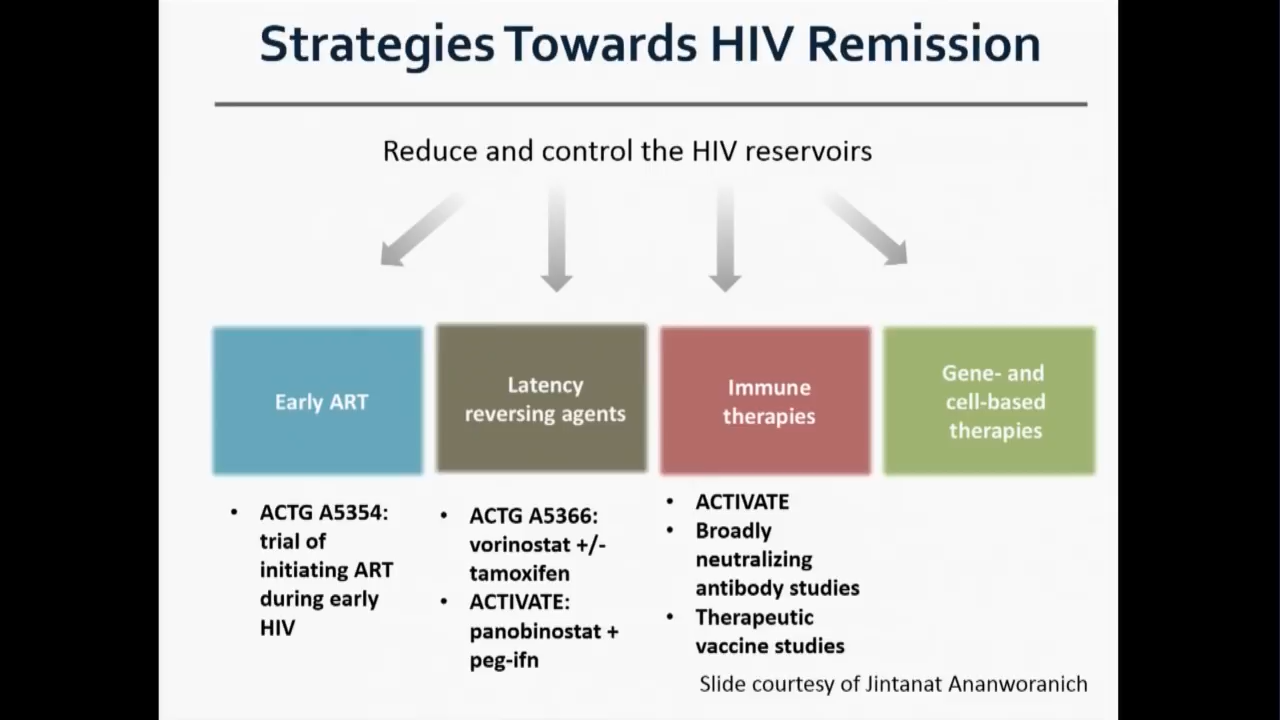 Strategies Towards HIV Remission
Reduce and control the HIV reservoirs
Early ART
Latency
reversing agents
Immune
therapies
Gene- and
cell-based
therapies
• ACTG A5354:
trial of
initiating ART
during early
HIV
• ACTG A5366:
vorinostat +/-
tamoxifen
• ACTIVATE:
panobinostat +
peg-ifn
• ACTIVATE
• Broadly
neutralizing
antibody studies
• Therapeutic
vaccine studies
Slide courtesy of Jintanat Ananworanich